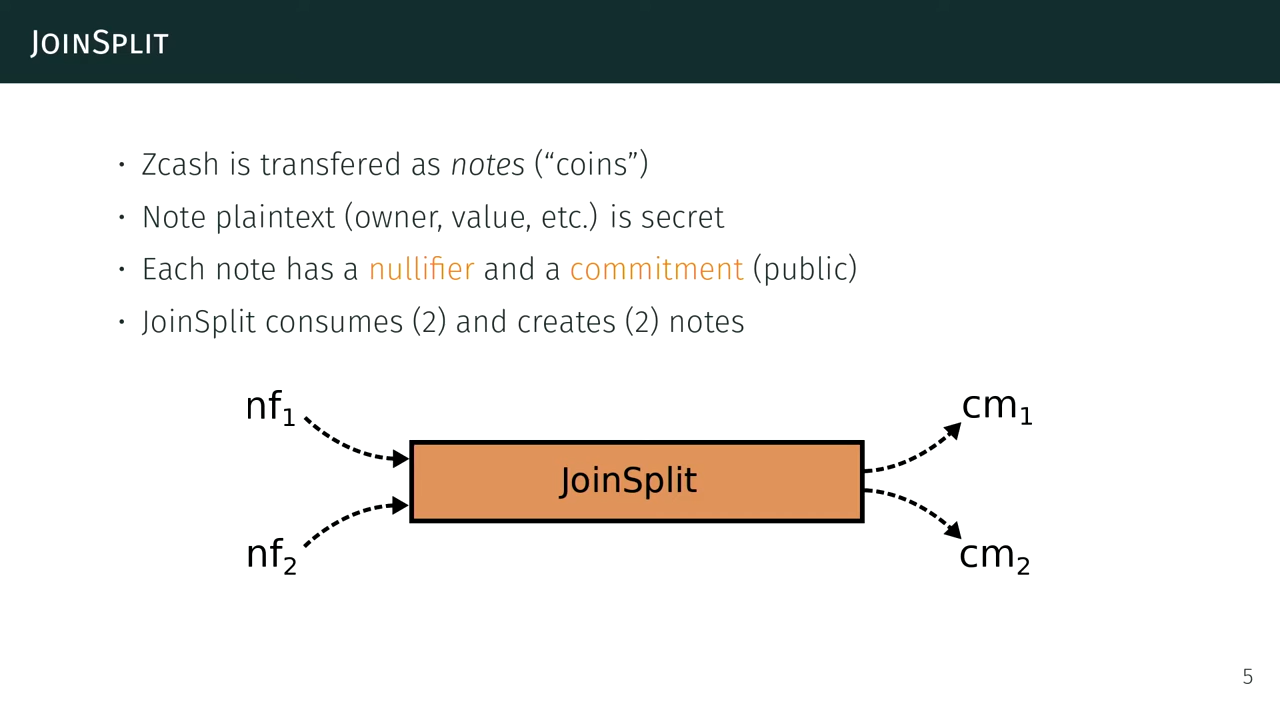 JoinSplit
• Zcash is transfered as notes (“coins”)
• Note plaintext (owner, value, etc.) is secret
• Each note has a nullifier and a commitment (public)
• JoinSplit consumes (2) and creates (2) notes
nf₁
cm₁
JoinSplit
nf₂
cm₂
5